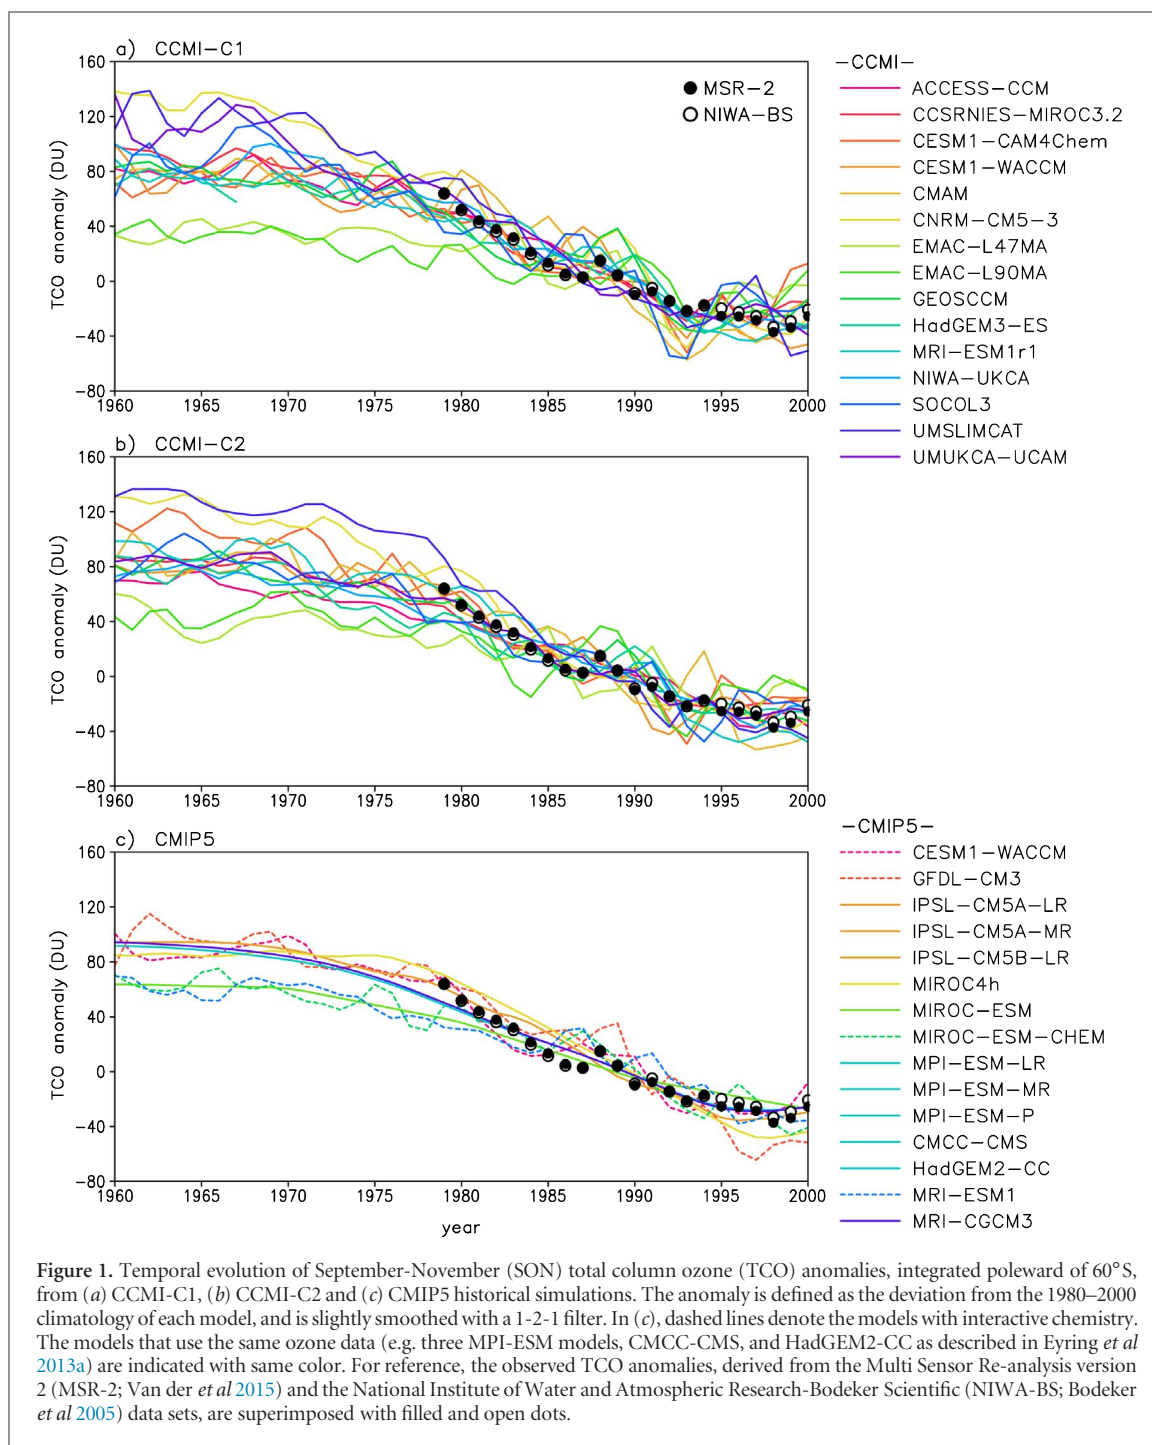 a) CCMI-C1
160
120
80
40
0
-40
-80
TCO anomaly (DU)
MSR-2
NIWA-BS
1960 1965 1970 1975 1980 1985 1990 1995 2000
-CCMI-
ACCESS-CCM
CCSRNIES-MIROC3.2
CESM1-CAM4Chem
CESM1-WACCM
CMAM
CNRM-CM5-3
EMAC-L47MA
EMAC-L90MA
GEOSCCM
HadGEM3-ES
MRI-ESM1r1
NIWA-UKCA
SOCOL3
UMSLIMCAT
UMUKCA-UCAM
b) CCMI-C2
160
120
80
40
0
-40
-80
TCO anomaly (DU)
1960 1965 1970 1975 1980 1985 1990 1995 2000
c) CMIP5
160
120
80
40
0
-40
-80
TCO anomaly (DU)
1960 1965 1970 1975 1980 1985 1990 1995 2000
year
-CMIP5-
CESM1-WACCM
GFDL-CM3
IPSL-CM5A-LR
IPSL-CM5A-MR
IPSL-CM5B-LR
MIROC4h
MIROC-ESM
MIROC-ESM-CHEM
MPI-ESM-LR
MPI-ESM-MR
MPI-ESM-P
CMCC-CMS
HadGEM2-CC
MRI-ESM1
MRI-CGCM3
Figure 1. Temporal evolution of September-November (SON) total column ozone (TCO) anomalies, integrated poleward of 60°S,
from (a) CCMI-C1, (b) CCMI-C2 and (c) CMIP5 historical simulations. The anomaly is defined as the deviation from the 1980–2000
climatology of each model, and is slightly smoothed with a 1-2-1 filter. In (c), dashed lines denote the models with interactive chemistry.
The models that use the same ozone data (e.g. three MPI-ESM models, CMCC-CMS, and HadGEM2-CC as described in Eyring et al
2013a) are indicated with same color. For reference, the observed TCO anomalies, derived from the Multi Sensor Re-analysis version
2 (MSR-2; Van der et al 2015) and the National Institute of Water and Atmospheric Research-Bodeker Scientific (NIWA-BS; Bodeker
et al 2005) data sets, are superimposed with filled and open dots.